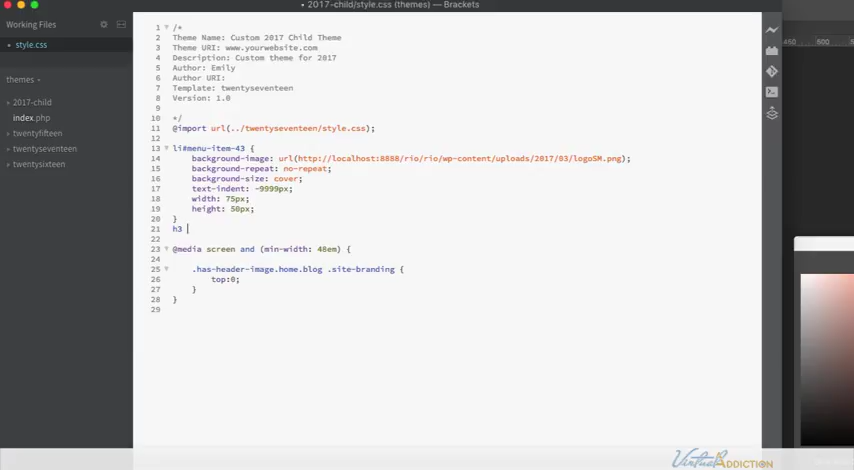 • 2017-child/style.css (themes) — Brackets
Working Files
• style.css
themes
2017-child
index.php
twentyfifteen
twentyseventeen
twentysixteen
1 /*
2 Theme Name: Custom 2017 Child Theme
3 Theme URI: www.yourwebsite.com
4 Description: Custom theme for 2017
5 Author: Emily
6 Author URI:
7 Template: twentyseventeen
8 Version: 1.0
9
10 */
11 @import url(../twentyseventeen/style.css);
12
13 li#menu-item-43 {
14 background-image: url(http://localhost:8888/rio/rio/wp-content/uploads/2017/03/logoSM.png);
15 background-repeat: no-repeat;
16 background-size: cover;
17 text-indent: -9999px;
18 width: 75px;
19 height: 50px;
20 }
21 h3
22
23 @media screen and (min-width: 48em) {
24
25 .has-header-image.home.blog .site-branding {
26 top:0;
27 }
28 }
29
450 500 5
Virtual ADDICTION